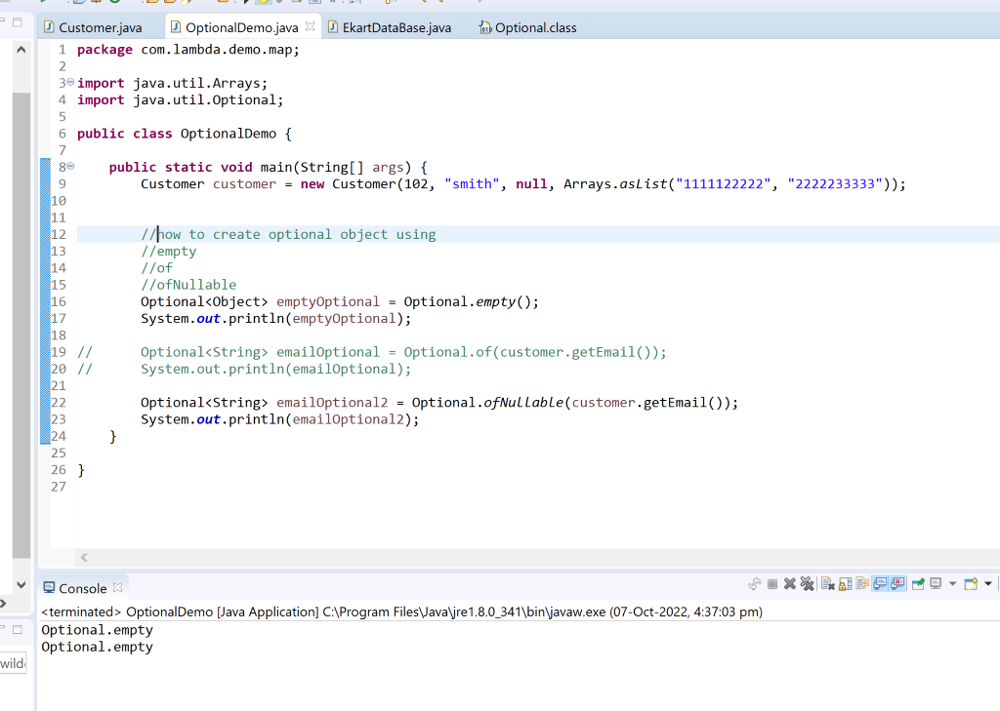 Customer.java OptionalDemo.java EkartDataBase.java Optional.class
1 package com.lambda.demo.map;
2
3 import java.util.Arrays;
4 import java.util.Optional;
5
6 public class OptionalDemo {
7
8 public static void main(String[] args) {
9 Customer customer = new Customer(102, "smith", null, Arrays.asList("1111122222", "2222233333"));
10
11
12 //how to create optional object using
13 //empty
14 //of
15 //ofNullable
16 Optional<Object> emptyOptional = Optional.empty();
17 System.out.println(emptyOptional);
18
19 // Optional<String> emailOptional = Optional.of(customer.getEmail());
20 // System.out.println(emailOptional);
21
22 Optional<String> emailOptional2 = Optional.ofNullable(customer.getEmail());
23 System.out.println(emailOptional2);
24 }
25
26 }
27
Console
<terminated> OptionalDemo [Java Application] C:\Program Files\Java\jre1.8.0_341\bin\javaw.exe (07-Oct-2022, 4:37:03 pm)
Optional.empty
Optional.empty